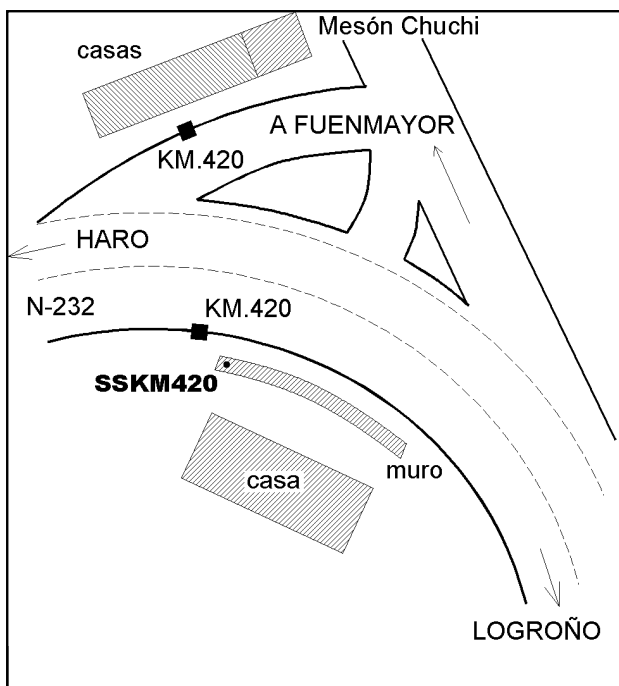 Mesón Chuchi
casas
A FUENMAYOR
KM.420
HARO
N-232
KM.420
SSKM420
muro
casa
LOGROÑO